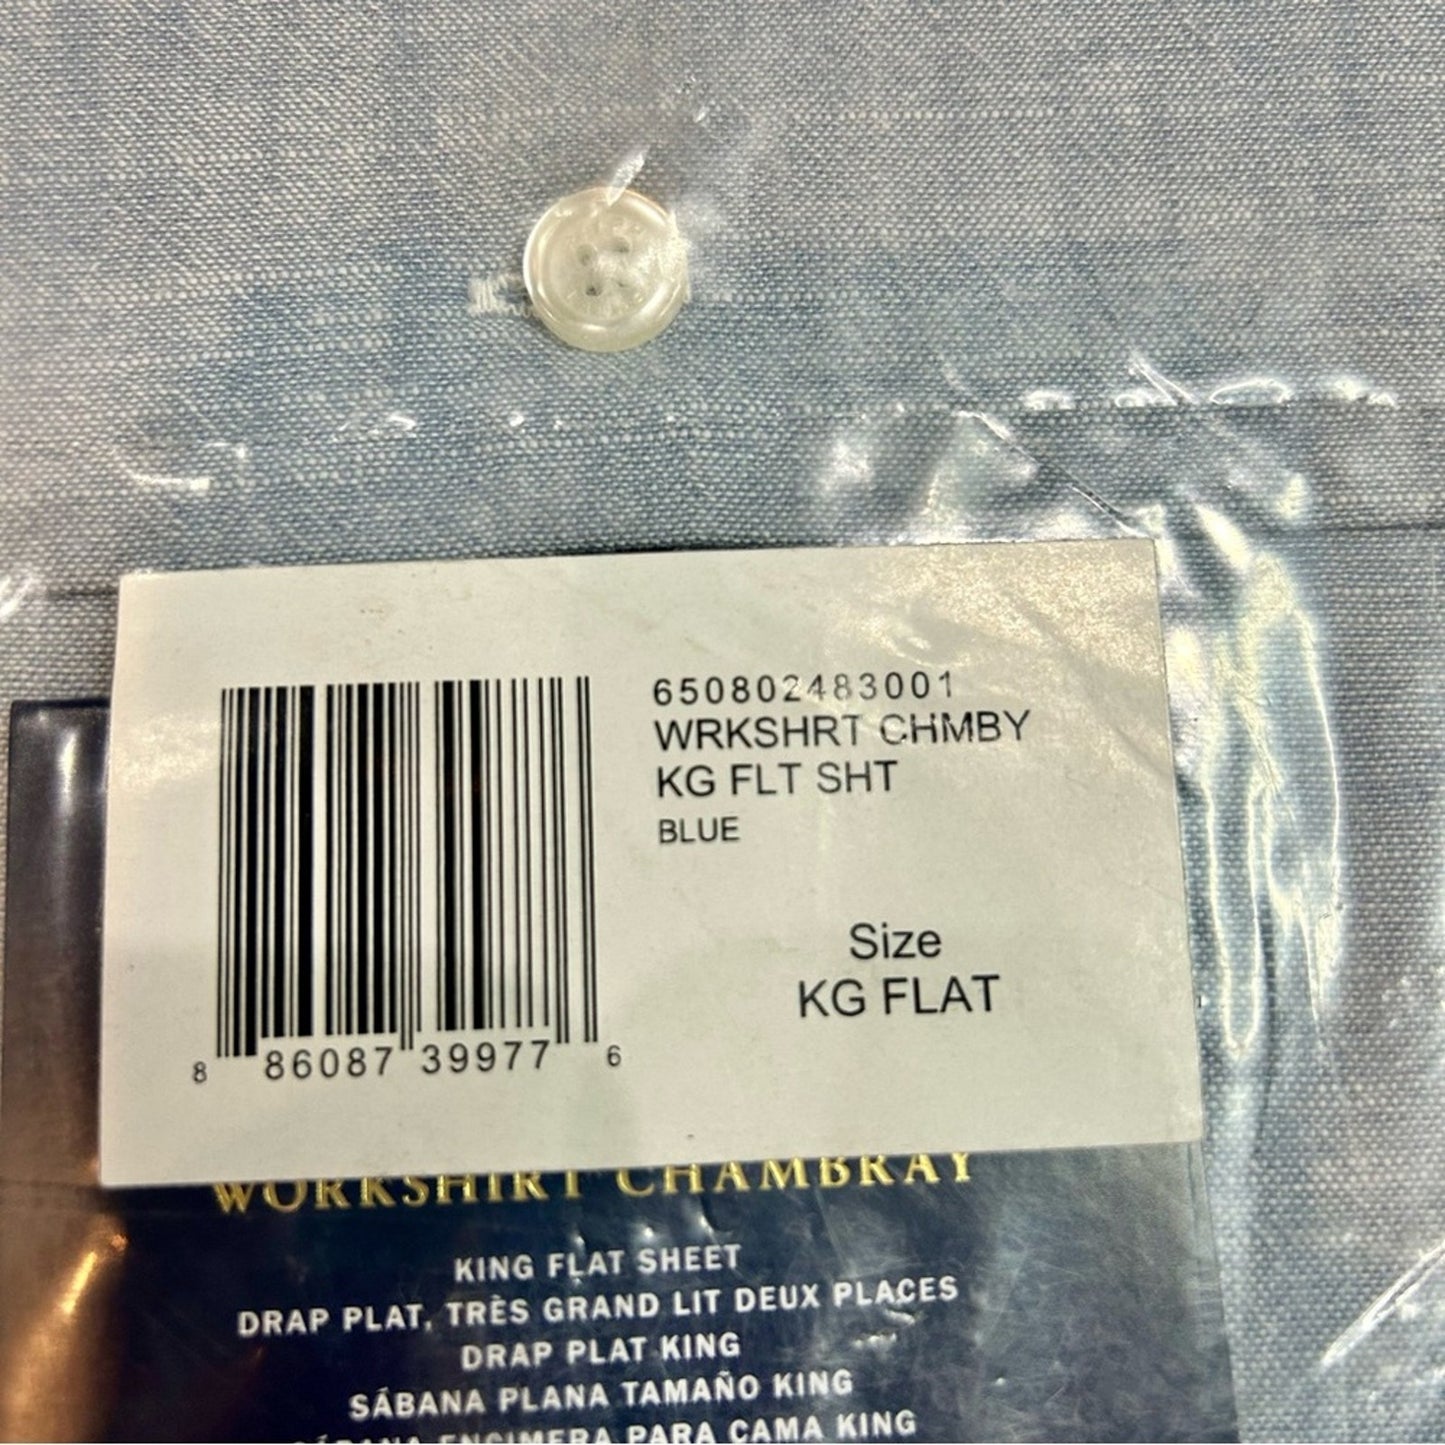 650802483001
WRKSHRT CHMBY
KG FLT SHT
BLUE
Size
KG FLAT
8 86087 39977 6
WORKSHIRT CHAMBRAY
KING FLAT SHEET
DRAP PLAT, TRÈS GRAND LIT DEUX PLACES
DRAP PLAT KING
SÁBANA PLANA TAMAÑO KING
SÁBANA ENCIMERA PARA CAMA KING